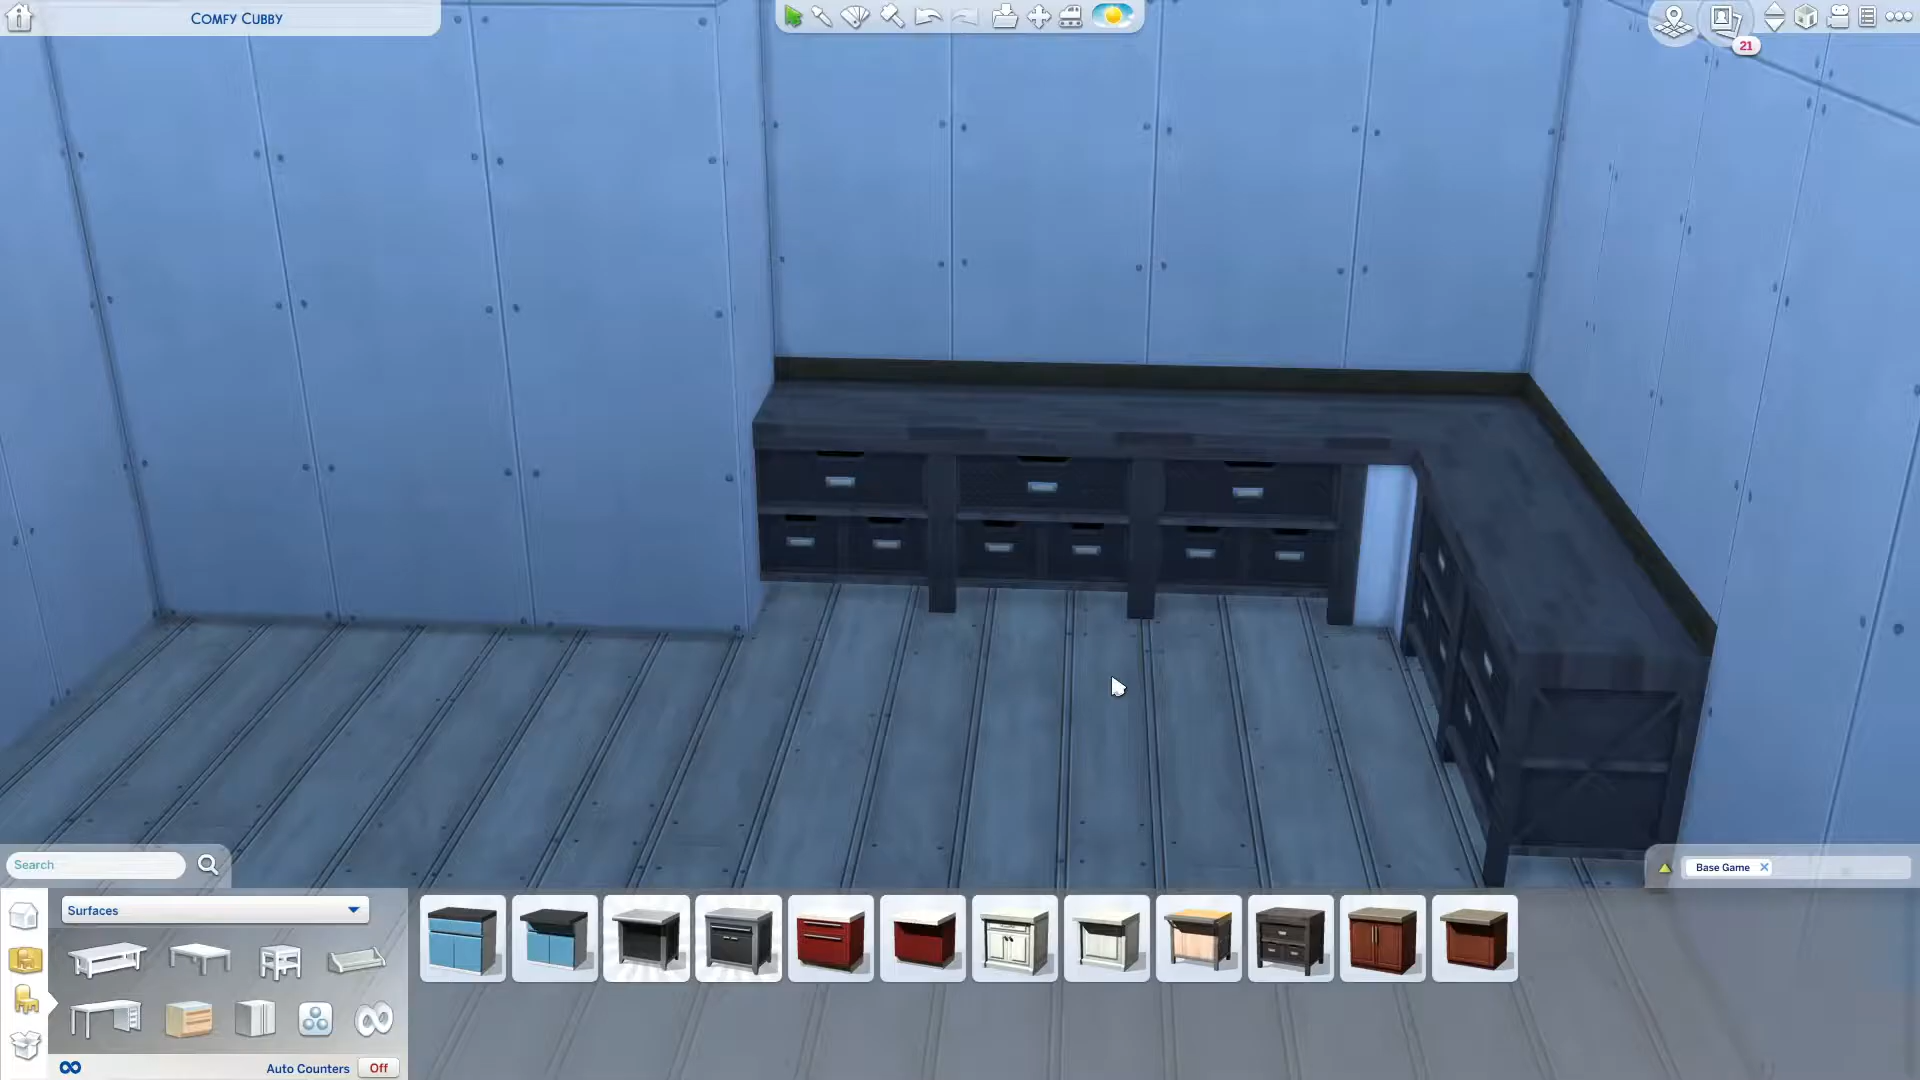 COMFY CUBBY
21
Search
Base Game
Surfaces
Auto Counters
Off